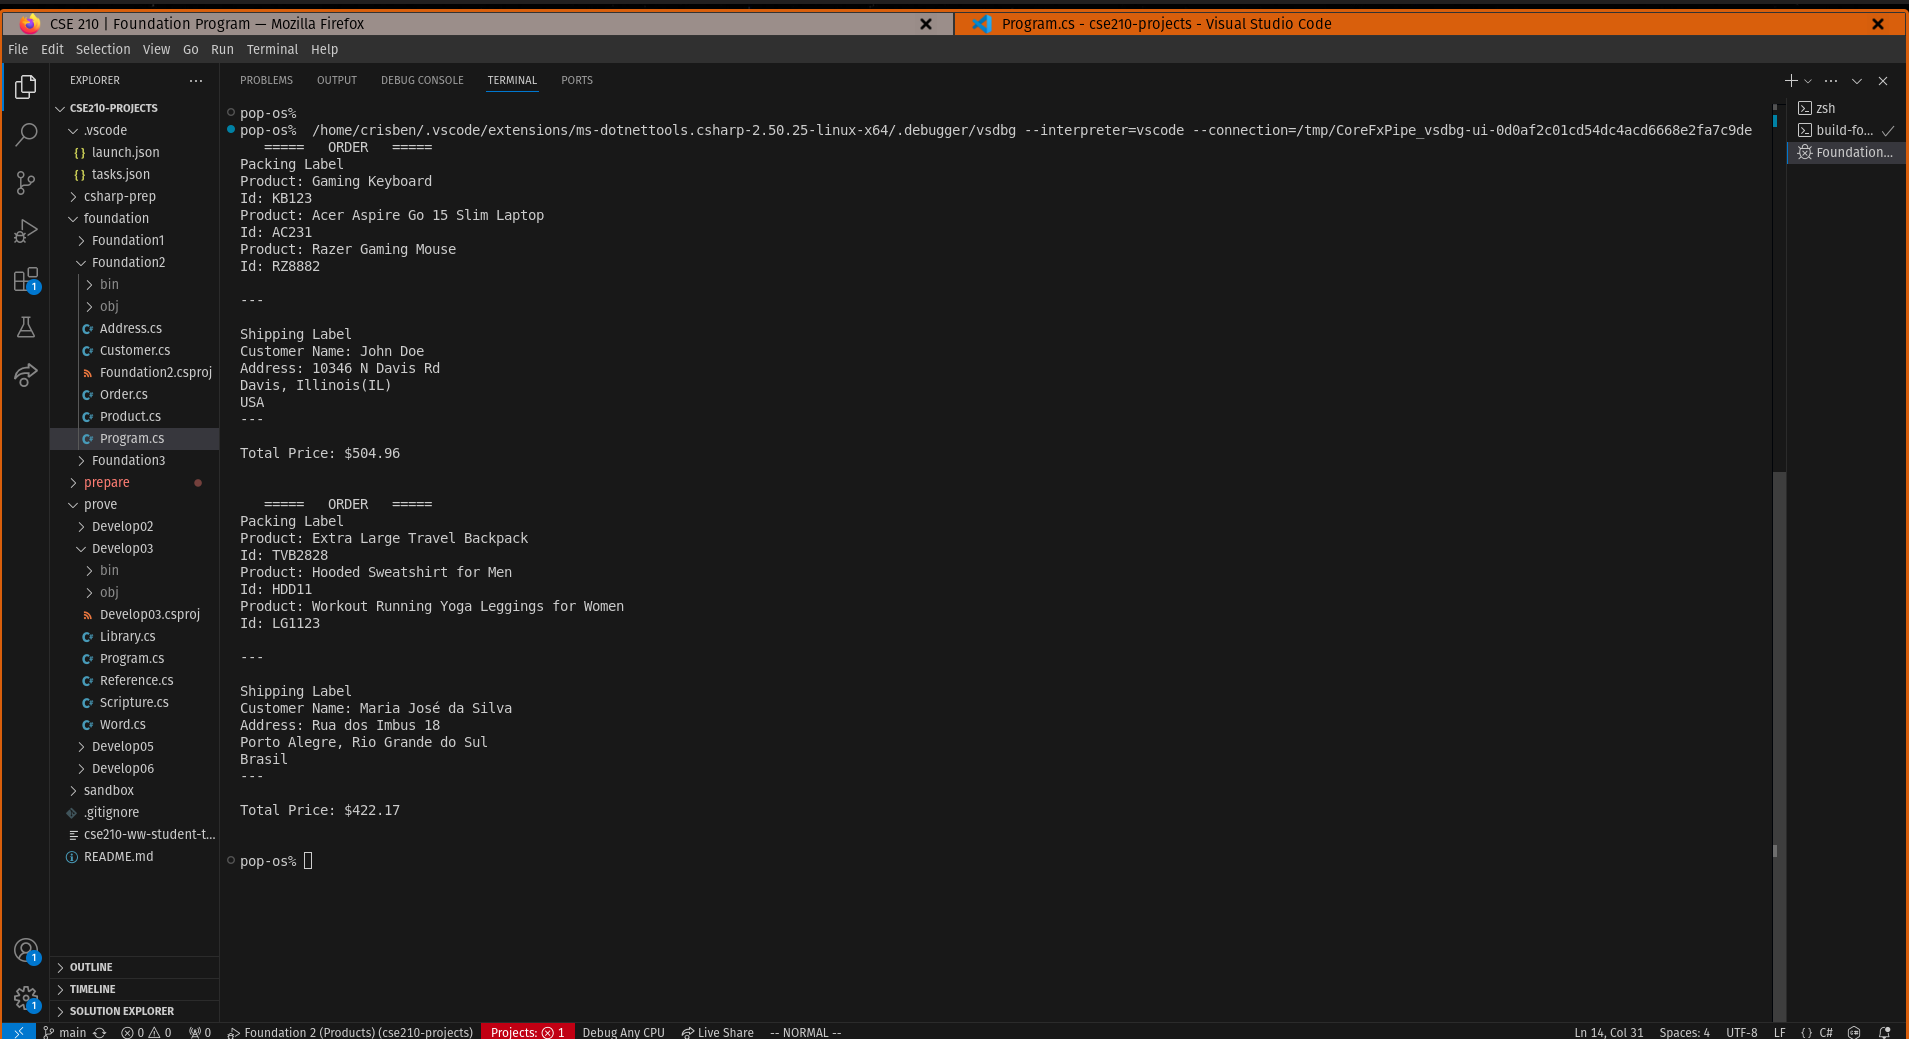 CSE 210 | Foundation Program — Mozilla Firefox
Program.cs - cse210-projects - Visual Studio Code
File Edit Selection View Go Run Terminal Help
EXPLORER
CSE210-PROJECTS
.vscode
launch.json
tasks.json
csharp-prep
foundation
Foundation1
Foundation2
bin
obj
Address.cs
Customer.cs
Foundation2.csproj
Order.cs
Product.cs
Program.cs
Foundation3
prepare
prove
Develop02
Develop03
bin
obj
Develop03.csproj
Library.cs
Program.cs
Reference.cs
Scripture.cs
Word.cs
Develop05
Develop06
sandbox
.gitignore
cse210-ww-student-t...
README.md
OUTLINE
TIMELINE
SOLUTION EXPLORER
1
1
1
PROBLEMS OUTPUT DEBUG CONSOLE TERMINAL PORTS
pop-os%
pop-os% /home/crisben/.vscode/extensions/ms-dotnettools.csharp-2.50.25-linux-x64/.debugger/vsdbg --interpreter=vscode --connection=/tmp/CoreFxPipe_vsdbg-ui-0d0af2c01cd54dc4acd6668e2fa7c9de
===== ORDER =====
Packing Label
Product: Gaming Keyboard
Id: KB123
Product: Acer Aspire Go 15 Slim Laptop
Id: AC231
Product: Razer Gaming Mouse
Id: RZ8882
---
Shipping Label
Customer Name: John Doe
Address: 10346 N Davis Rd
Davis, Illinois(IL)
USA
---
Total Price: $504.96
===== ORDER =====
Packing Label
Product: Extra Large Travel Backpack
Id: TVB2828
Product: Hooded Sweatshirt for Men
Id: HDD11
Product: Workout Running Yoga Leggings for Women
Id: LG1123
---
Shipping Label
Customer Name: Maria José da Silva
Address: Rua dos Imbus 18
Porto Alegre, Rio Grande do Sul
Brasil
---
Total Price: $422.17
pop-os%
zsh
build-fo...
Foundation...
main 0 0 0 Foundation 2 (Products) (cse210-projects) Projects: 1 Debug Any CPU Live Share -- NORMAL -- Ln 14, Col 31 Spaces: 4 UTF-8 LF {} C#